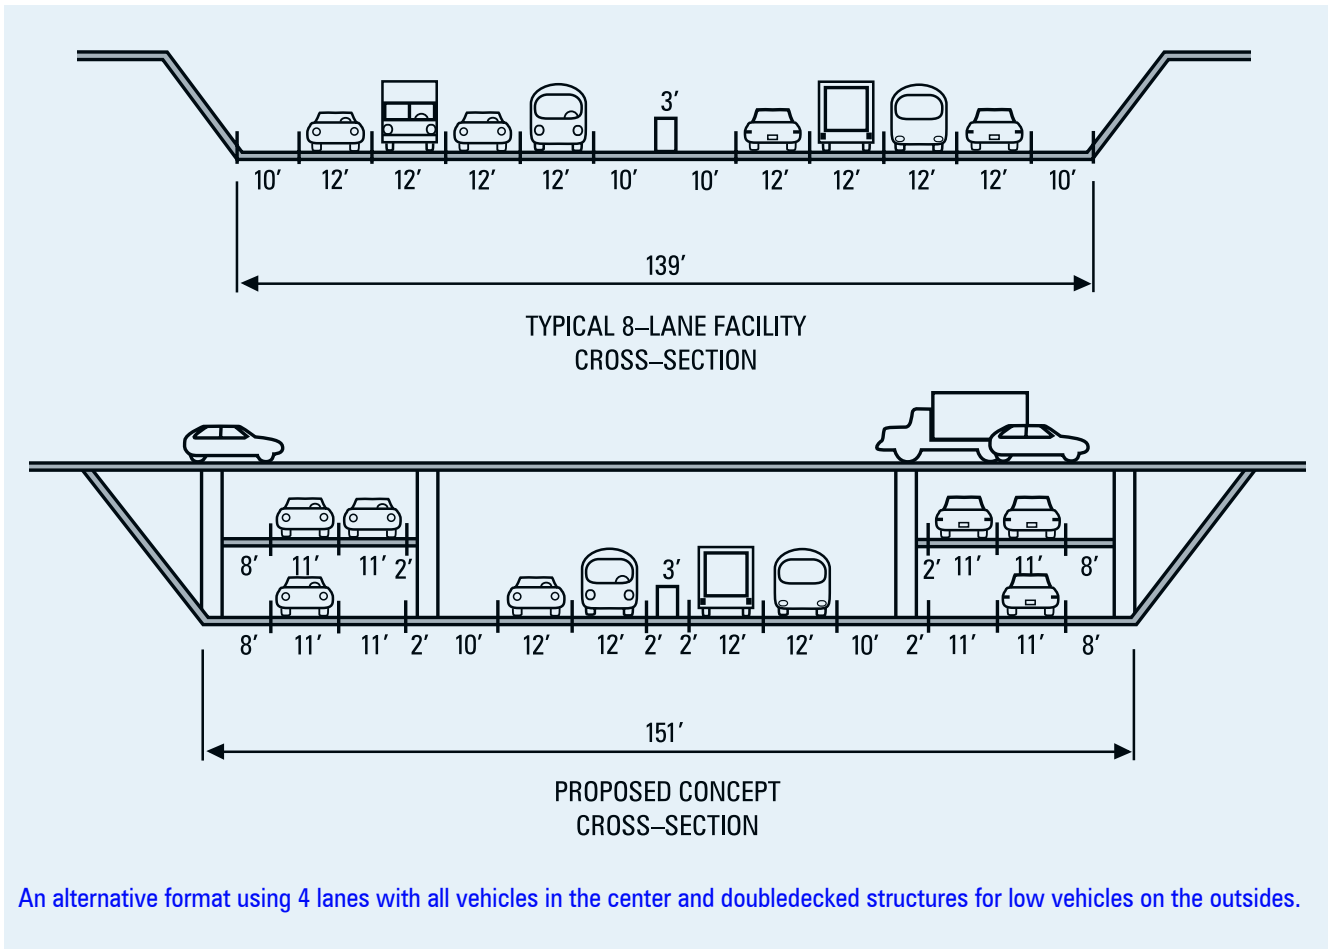 3′
10′ 12′ 12′ 12′ 12′ 10′ 10′ 12′ 12′ 12′ 12′ 10′
139′
TYPICAL 8–LANE FACILITY
CROSS–SECTION
8′ 11′ 11′ 2′ 2′ 11′ 11′ 8′
3′
8′ 11′ 11′ 2′ 10′ 12′ 12′ 2′ 2′ 12′ 12′ 10′ 2′ 11′ 11′ 8′
151′
PROPOSED CONCEPT
CROSS–SECTION
An alternative format using 4 lanes with all vehicles in the center and doubledecked structures for low vehicles on the outsides.